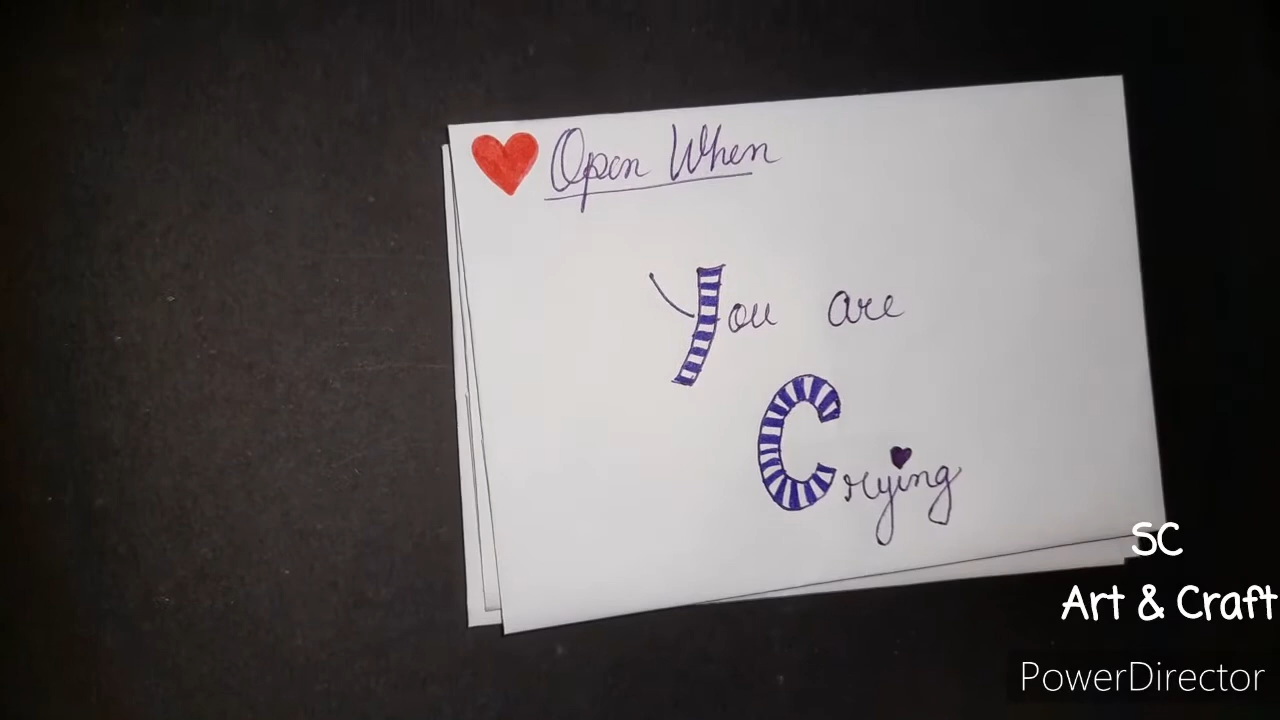 Open When
You are
Crying
SC
Art & Craft
PowerDirector